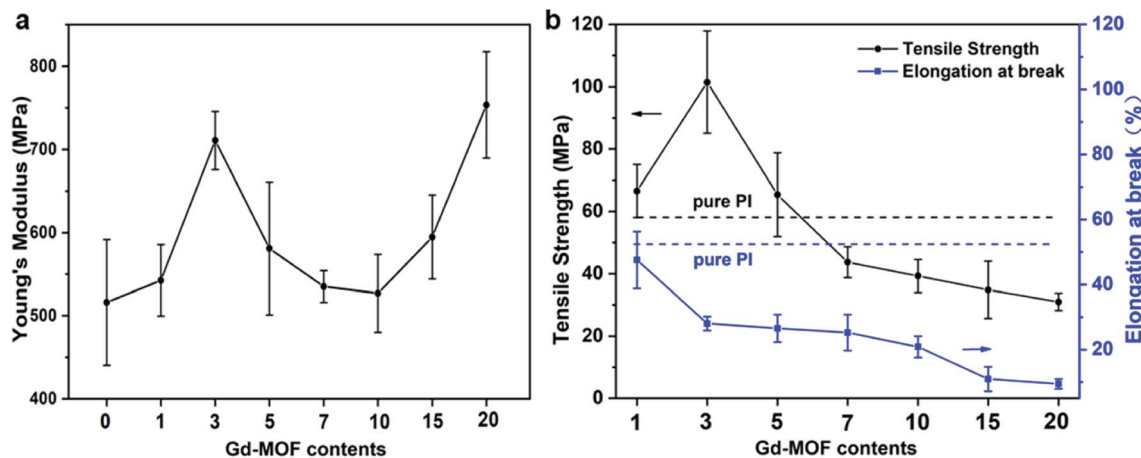 a
Young's Modulus (MPa)
800
700
600
500
400
0 1 3 5 7 10 15 20
Gd-MOF contents
b
Tensile Strength (MPa)
120
100
80
60
40
20
0
Tensile Strength
Elongation at break
pure PI
pure PI
1 3 5 7 10 15 20
Gd-MOF contents
120
100
80
60
40
20
Elongation at break（%）